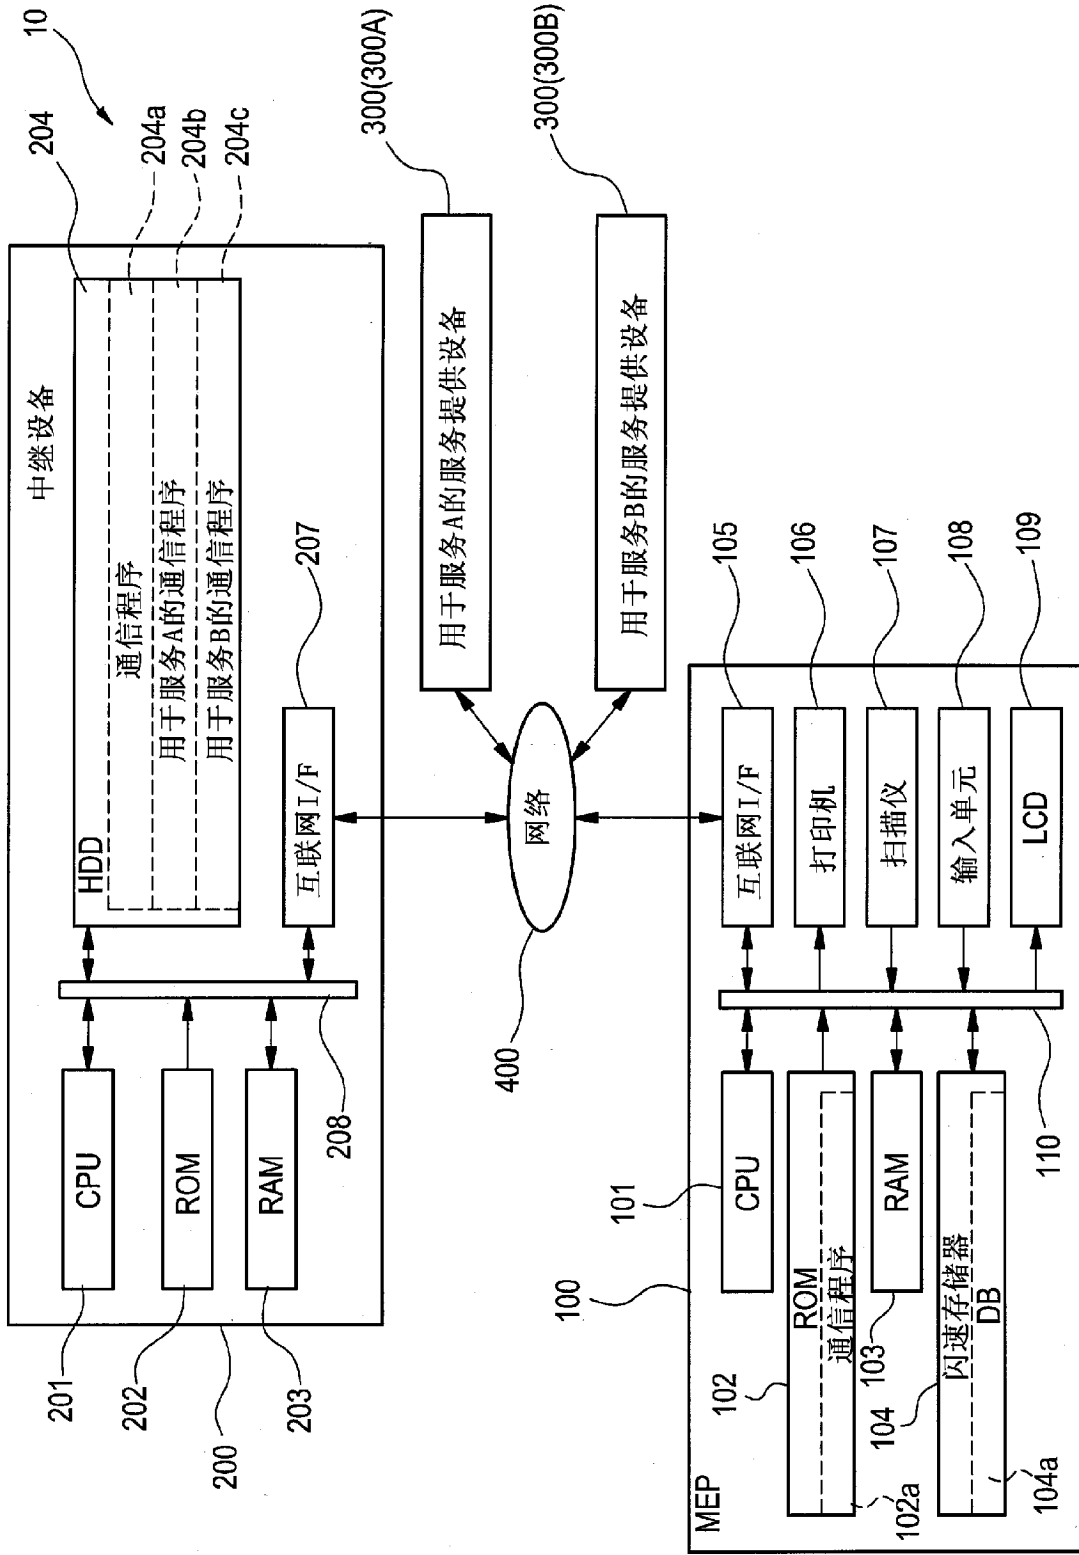 10
中继设备
200
201
CPU
202
ROM
203
RAM
208
204
HDD
204a
通信程序
204b
用于服务A的通信程序
204c
用于服务B的通信程序
207
互联网I/F
300(300A)
用于服务A的服务提供设备
300(300B)
用于服务B的服务提供设备
400
网络
100
MEP
101
CPU
102
ROM
通信程序
102a
103
RAM
104
闪速存储器
DB
104a
110
105
互联网I/F
106
打印机
107
扫描仪
108
输入单元
109
LCD